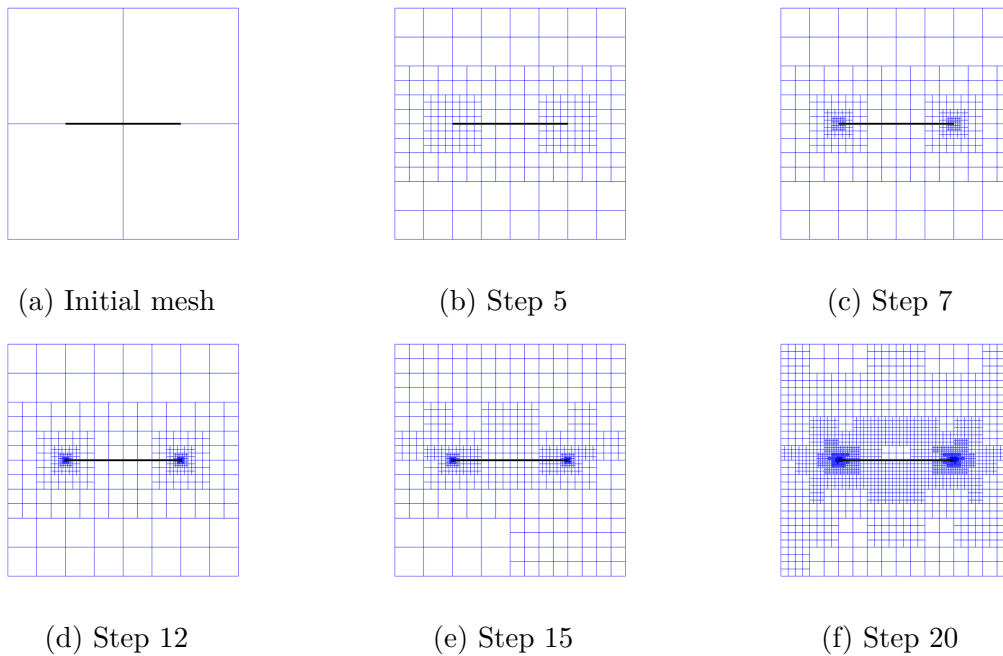 (a) Initial mesh
(b) Step 5
(c) Step 7
(d) Step 12
(e) Step 15
(f) Step 20